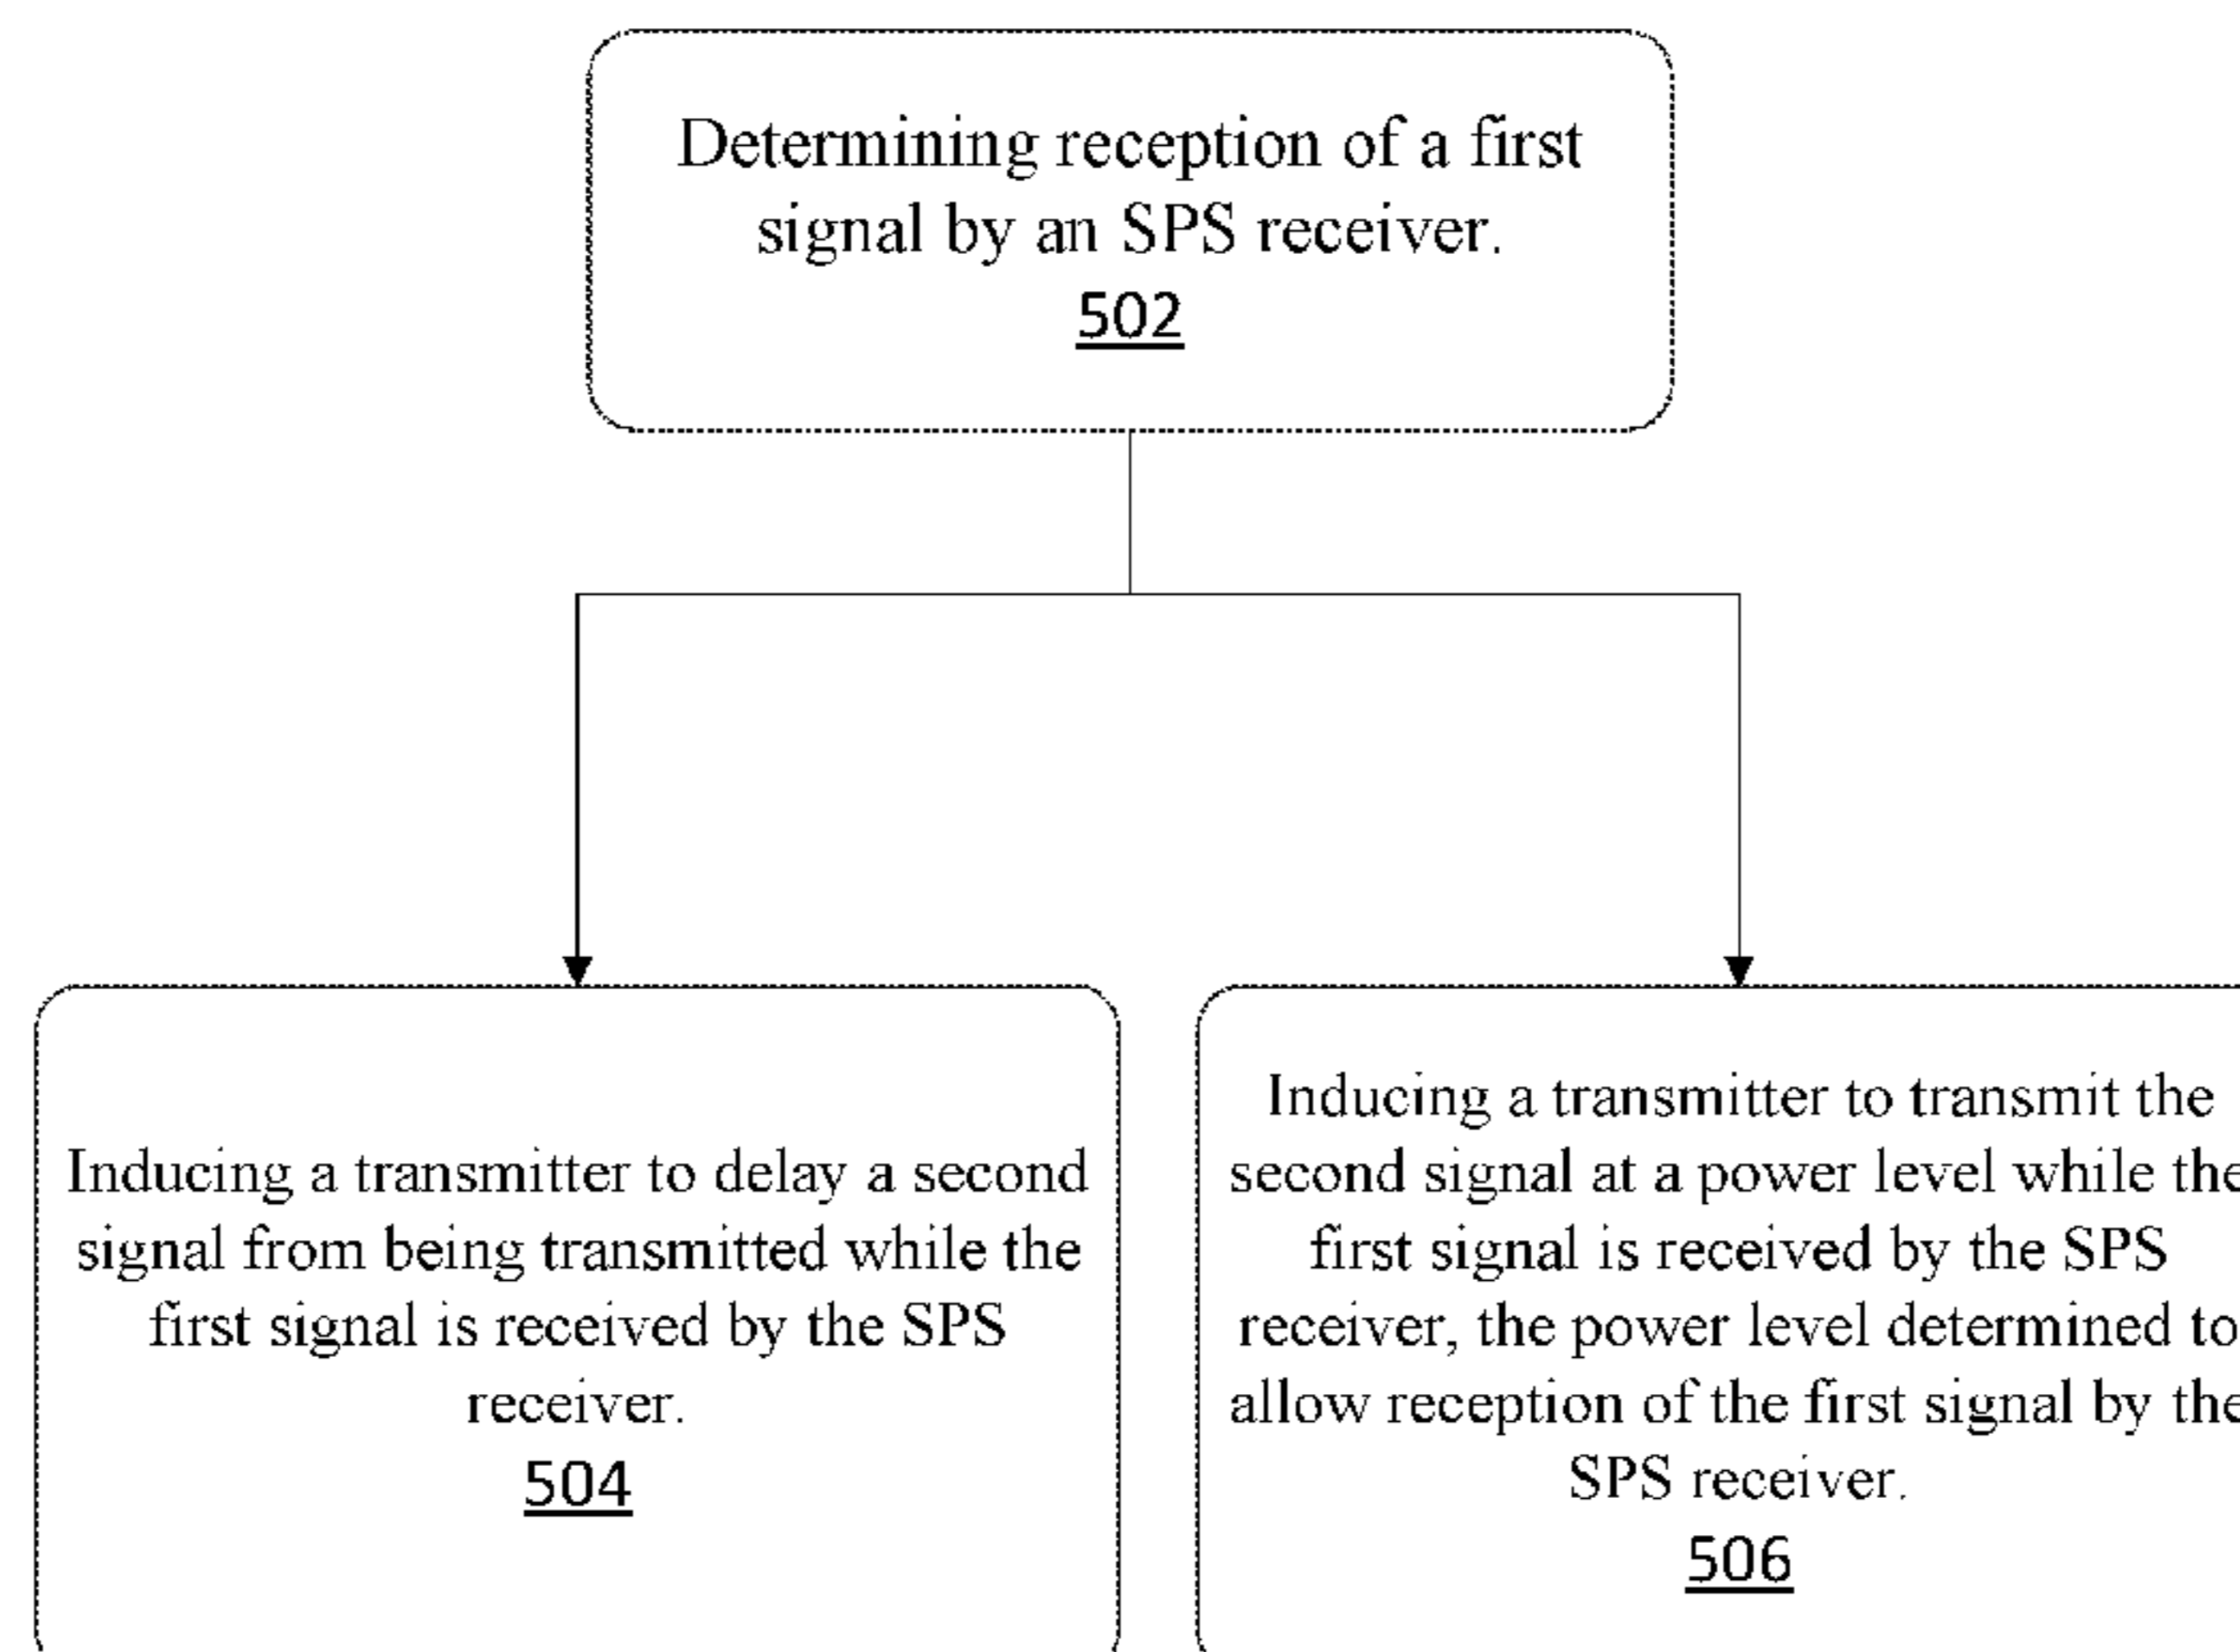 Determining reception of a first
signal by an SPS receiver.
502
Inducing a transmitter to delay a second
signal from being transmitted while the
first signal is received by the SPS
receiver.
504
Inducing a transmitter to transmit the
second signal at a power level while the
first signal is received by the SPS
receiver, the power level determined to
allow reception of the first signal by the
SPS receiver.
506